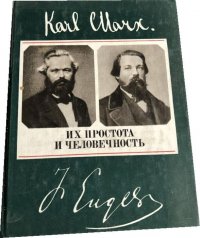 Karl Marx.
ИХ ПРОСТОТА
И ЧЕЛОВЕЧНОСТЬ
F Engels